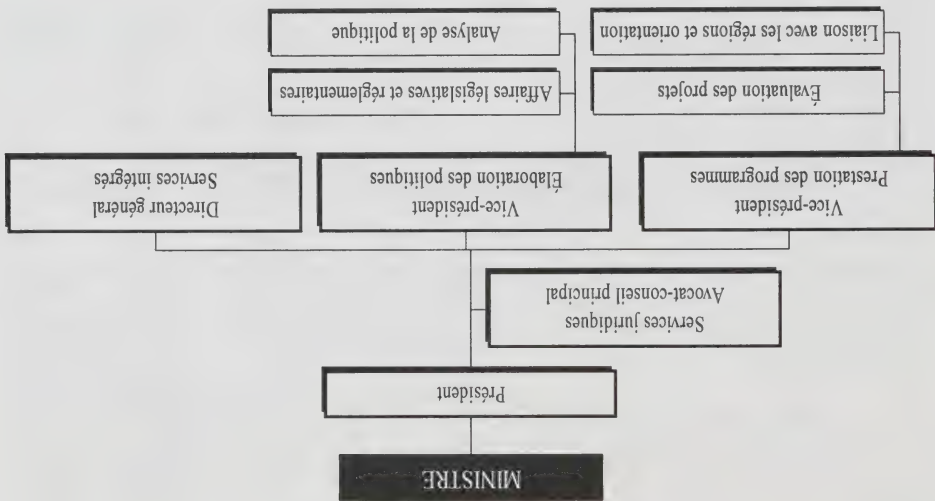 MINISTRE
Président
Services juridiques
Avocat-conseil principal
Vice-président
Prestation des programmes
Vice-président
Élaboration des politiques
Directeur général
Services intégrés
Évaluation des projets
Liaison avec les régions et orientation
Affaires législatives et réglementaires
Analyse de la politique